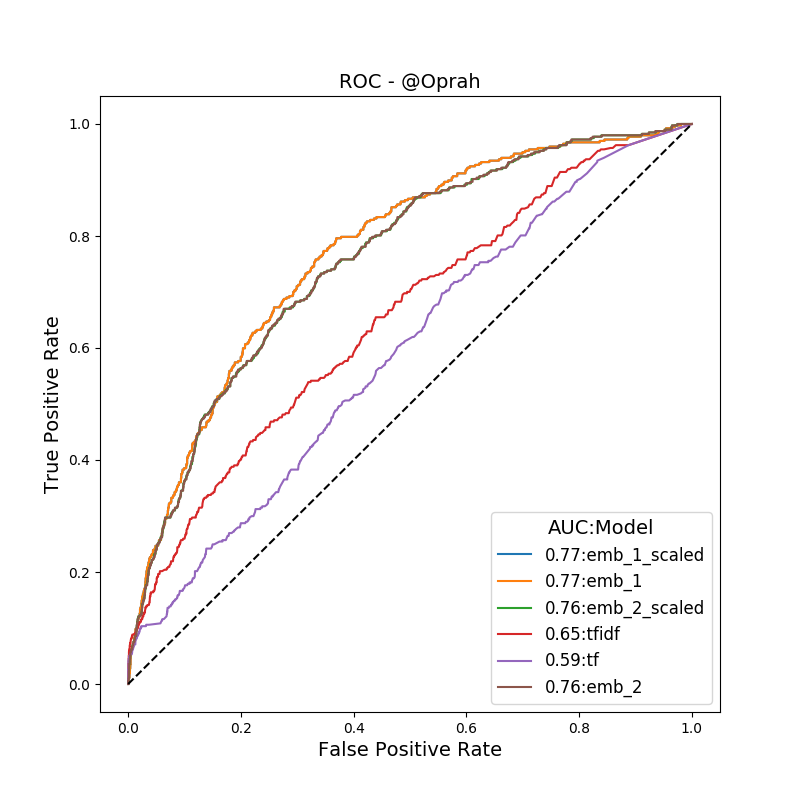 ROC - @Oprah
True Positive Rate
1.0
0.8
0.6
0.4
0.2
0.0
0.0 0.2 0.4 0.6 0.8 1.0
False Positive Rate
AUC:Model
0.77:emb_1_scaled
0.77:emb_1
0.76:emb_2_scaled
0.65:tfidf
0.59:tf
0.76:emb_2